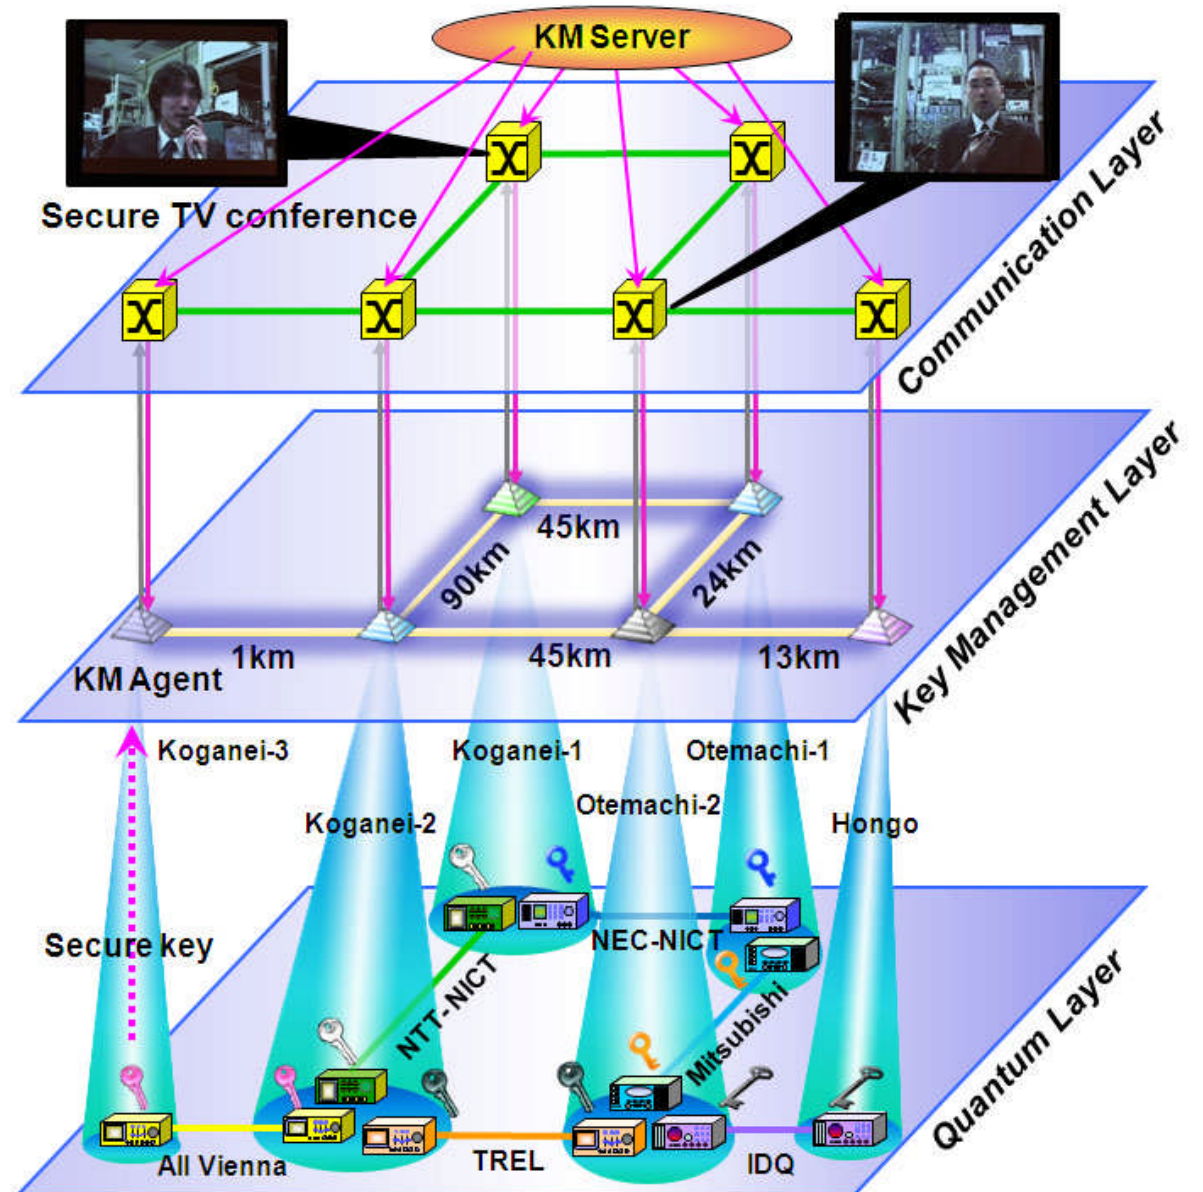 KM Server
Secure TV conference
Communication Layer
45km
90km
24km
1km
45km
13km
KM Agent
Key Management Layer
Koganei-3
Koganei-1
Otemachi-1
Koganei-2
Otemachi-2
Hongo
Secure key
NEC-NICT
NTT-NICT
Mitsubishi
Quantum Layer
All Vienna
TREL
IDQ